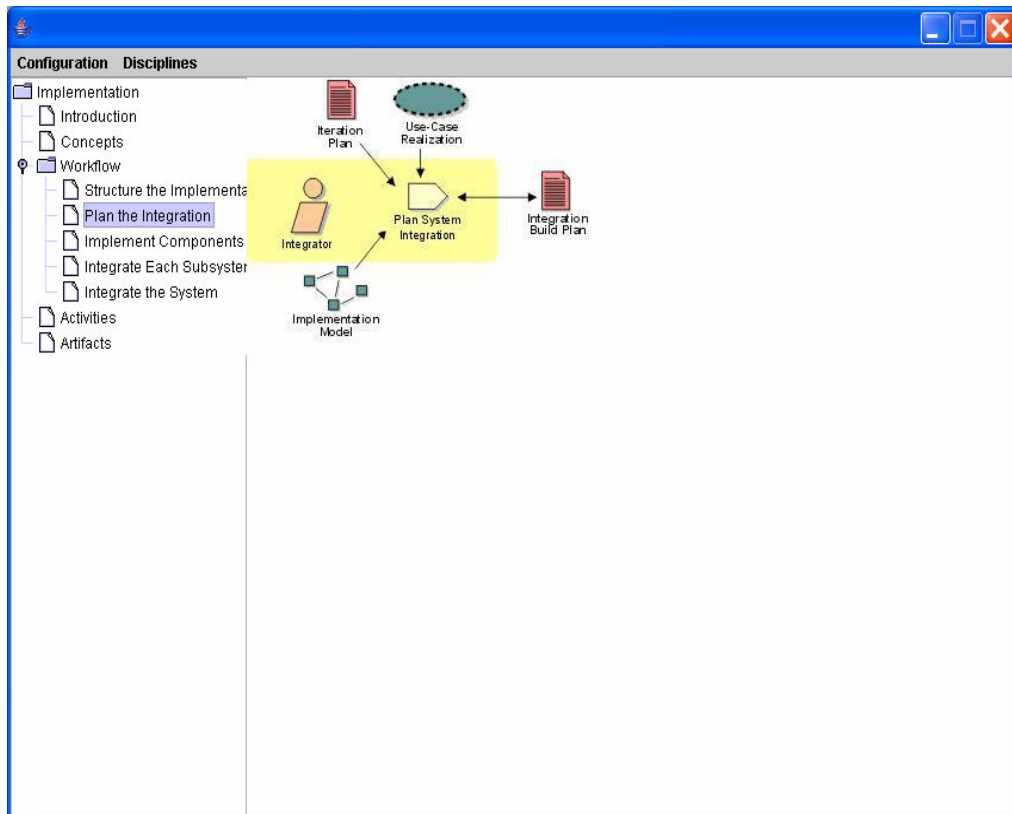 Configuration Disciplines
Implementation
Introduction
Concepts
Workflow
Structure the Implementa
Plan the Integration
Implement Components
Integrate Each Subsyster
Integrate the System
Activities
Artifacts
Iteration
Plan
Use-Case
Realization
Integrator
Plan System
Integration
Integration
Build Plan
Implementation
Model